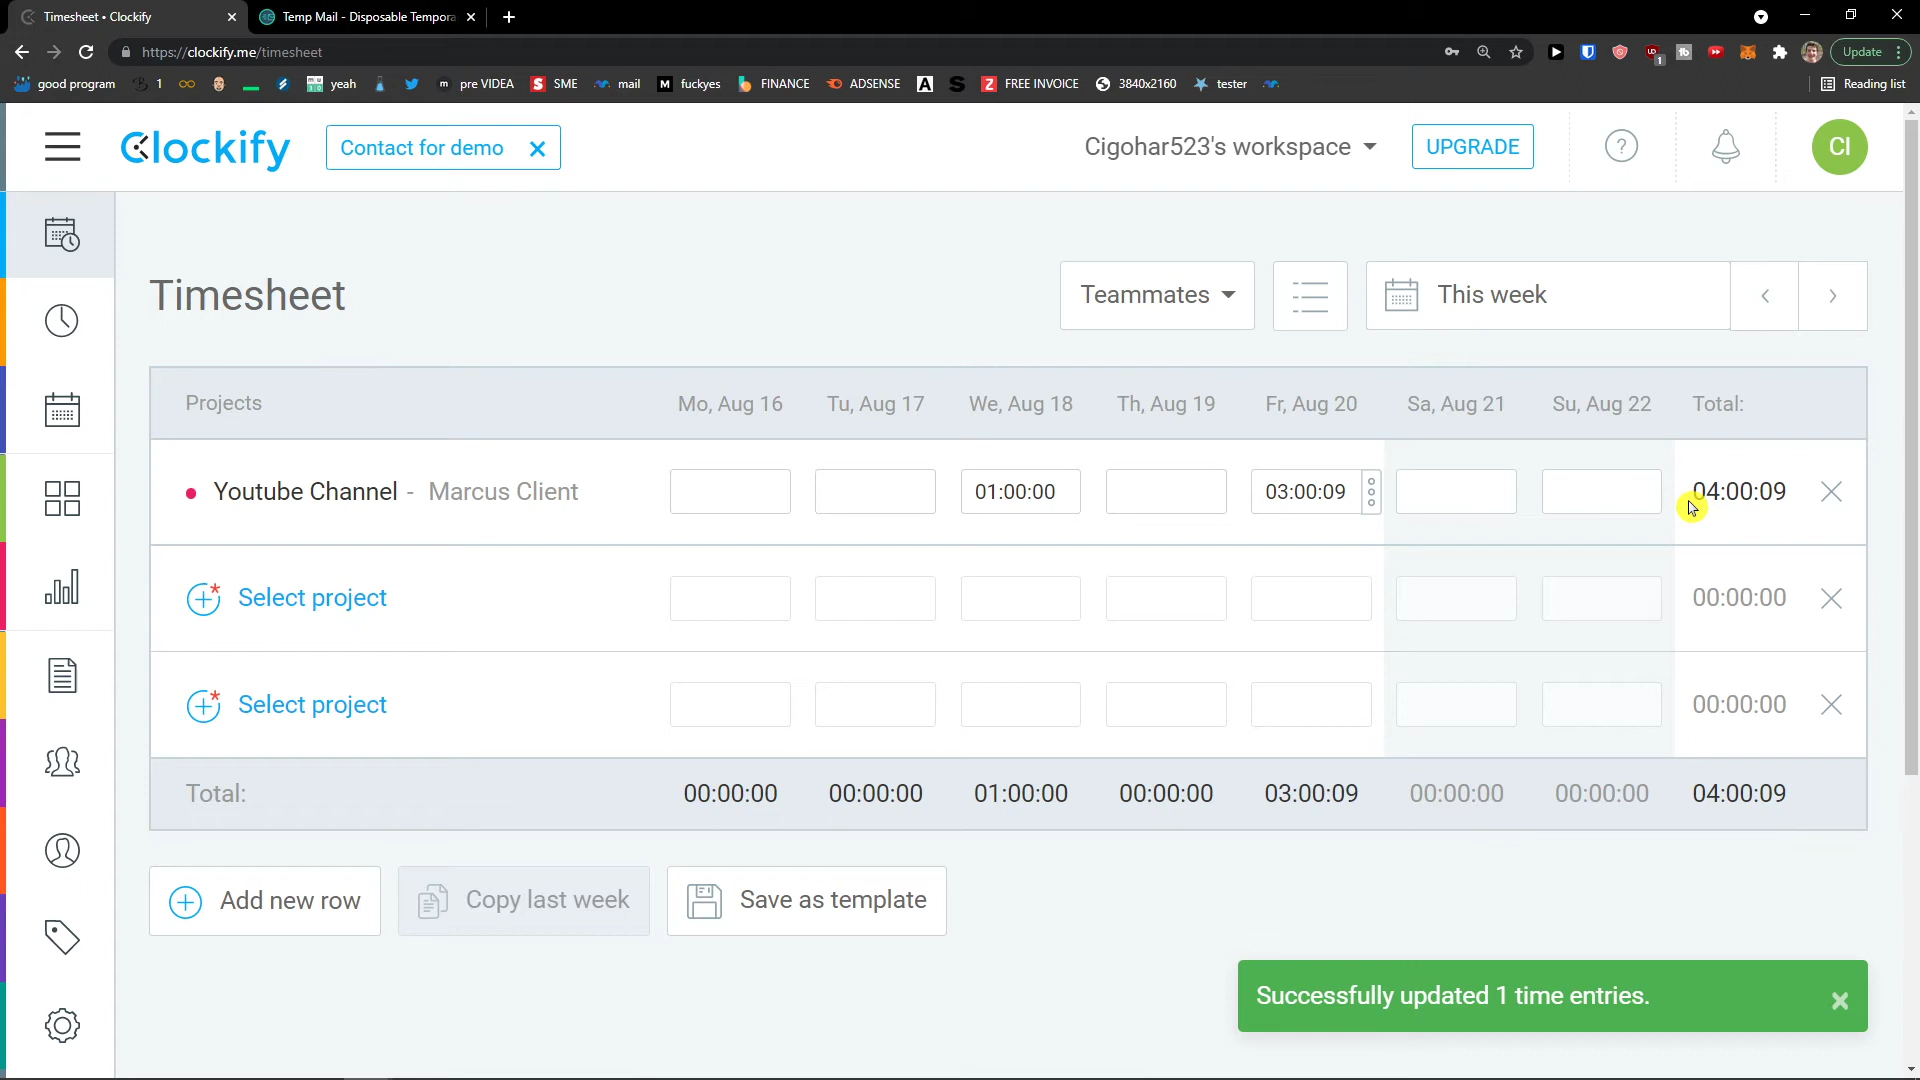 Timesheet • Clockify
Temp Mail - Disposable Tempora
https://clockify.me/timesheet
Update
good program
1
yeah
pre VIDEA
SME
mail
fuckyes
FINANCE
ADSENSE
FREE INVOICE
3840x2160
tester
Reading list
Clockify
Contact for demo
Cigohar523's workspace
UPGRADE
CI
Timesheet
Teammates
This week
Projects Mo, Aug 16 Tu, Aug 17 We, Aug 18 Th, Aug 19 Fr, Aug 20 Sa, Aug 21 Su, Aug 22 Total:
Youtube Channel - Marcus Client 01:00:00 03:00:09 04:00:09
Select project 00:00:00
Select project 00:00:00
Total: 00:00:00 00:00:00 01:00:00 00:00:00 03:00:09 00:00:00 00:00:00 04:00:09
Add new row
Copy last week
Save as template
Successfully updated 1 time entries.